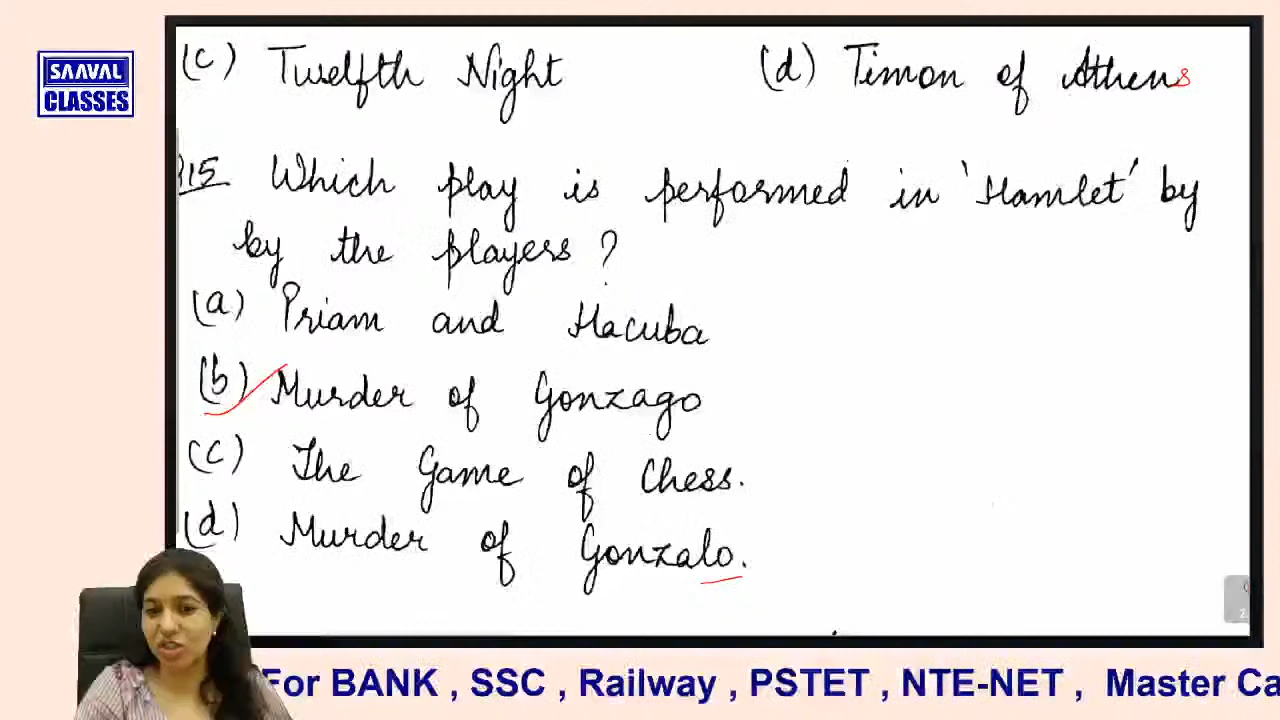 SAAVAL
CLASSES
(c) Twelfth Night (d) Timon of Athens
315 Which play is performed in 'Hamlet' by
by the players ?
(a) Priam and Hacuba
(b) Murder of Gonzago
(c) The Game of Chess.
(d) Murder of Gonzalo.
For BANK , SSC , Railway , PSTET , NTE-NET , Master Ca